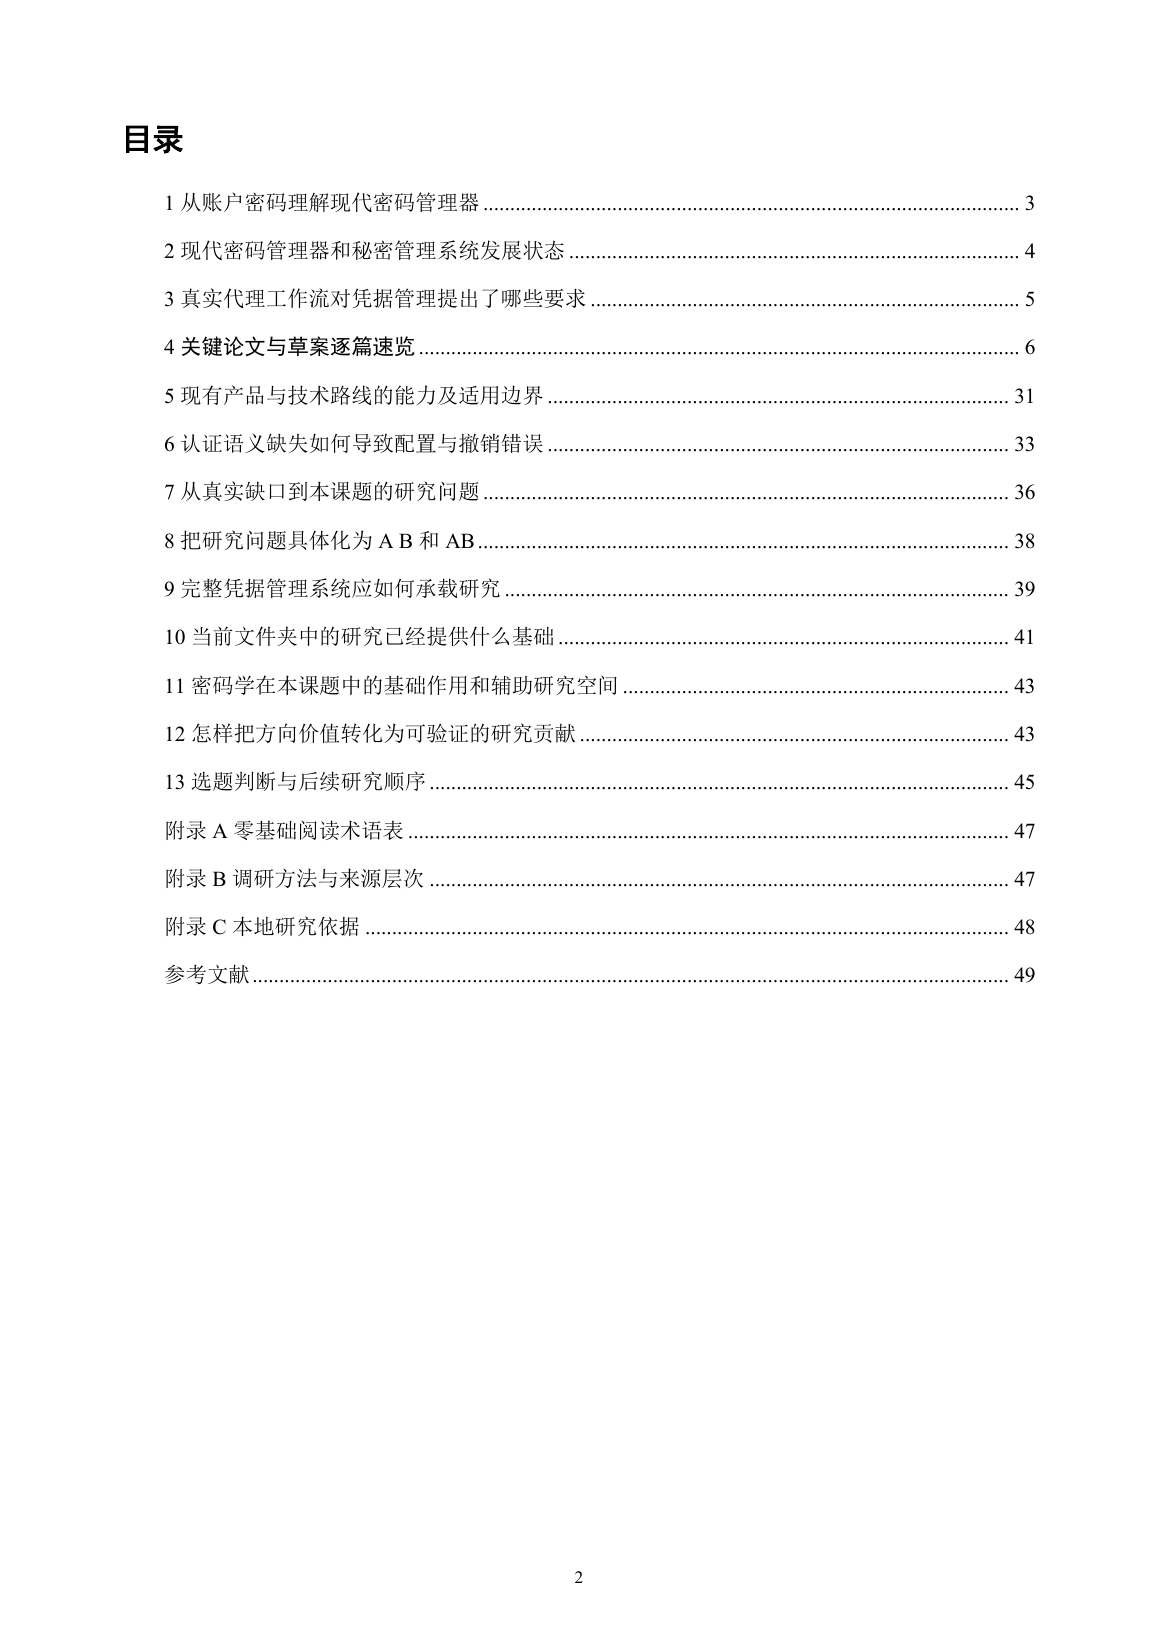 目录
1 从账户密码理解现代密码管理器 3
2 现代密码管理器和秘密管理系统发展状态 4
3 真实代理工作流对凭据管理提出了哪些要求 5
4 关键论文与草案逐篇速览 6
5 现有产品与技术路线的能力及适用边界 31
6 认证语义缺失如何导致配置与撤销错误 33
7 从真实缺口到本课题的研究问题 36
8 把研究问题具体化为 A B 和 AB 38
9 完整凭据管理系统应如何承载研究 39
10 当前文件夹中的研究已经提供什么基础 41
11 密码学在本课题中的基础作用和辅助研究空间 43
12 怎样把方向价值转化为可验证的研究贡献 43
13 选题判断与后续研究顺序 45
附录 A 零基础阅读术语表 47
附录 B 调研方法与来源层次 47
附录 C 本地研究依据 48
参考文献 49
2